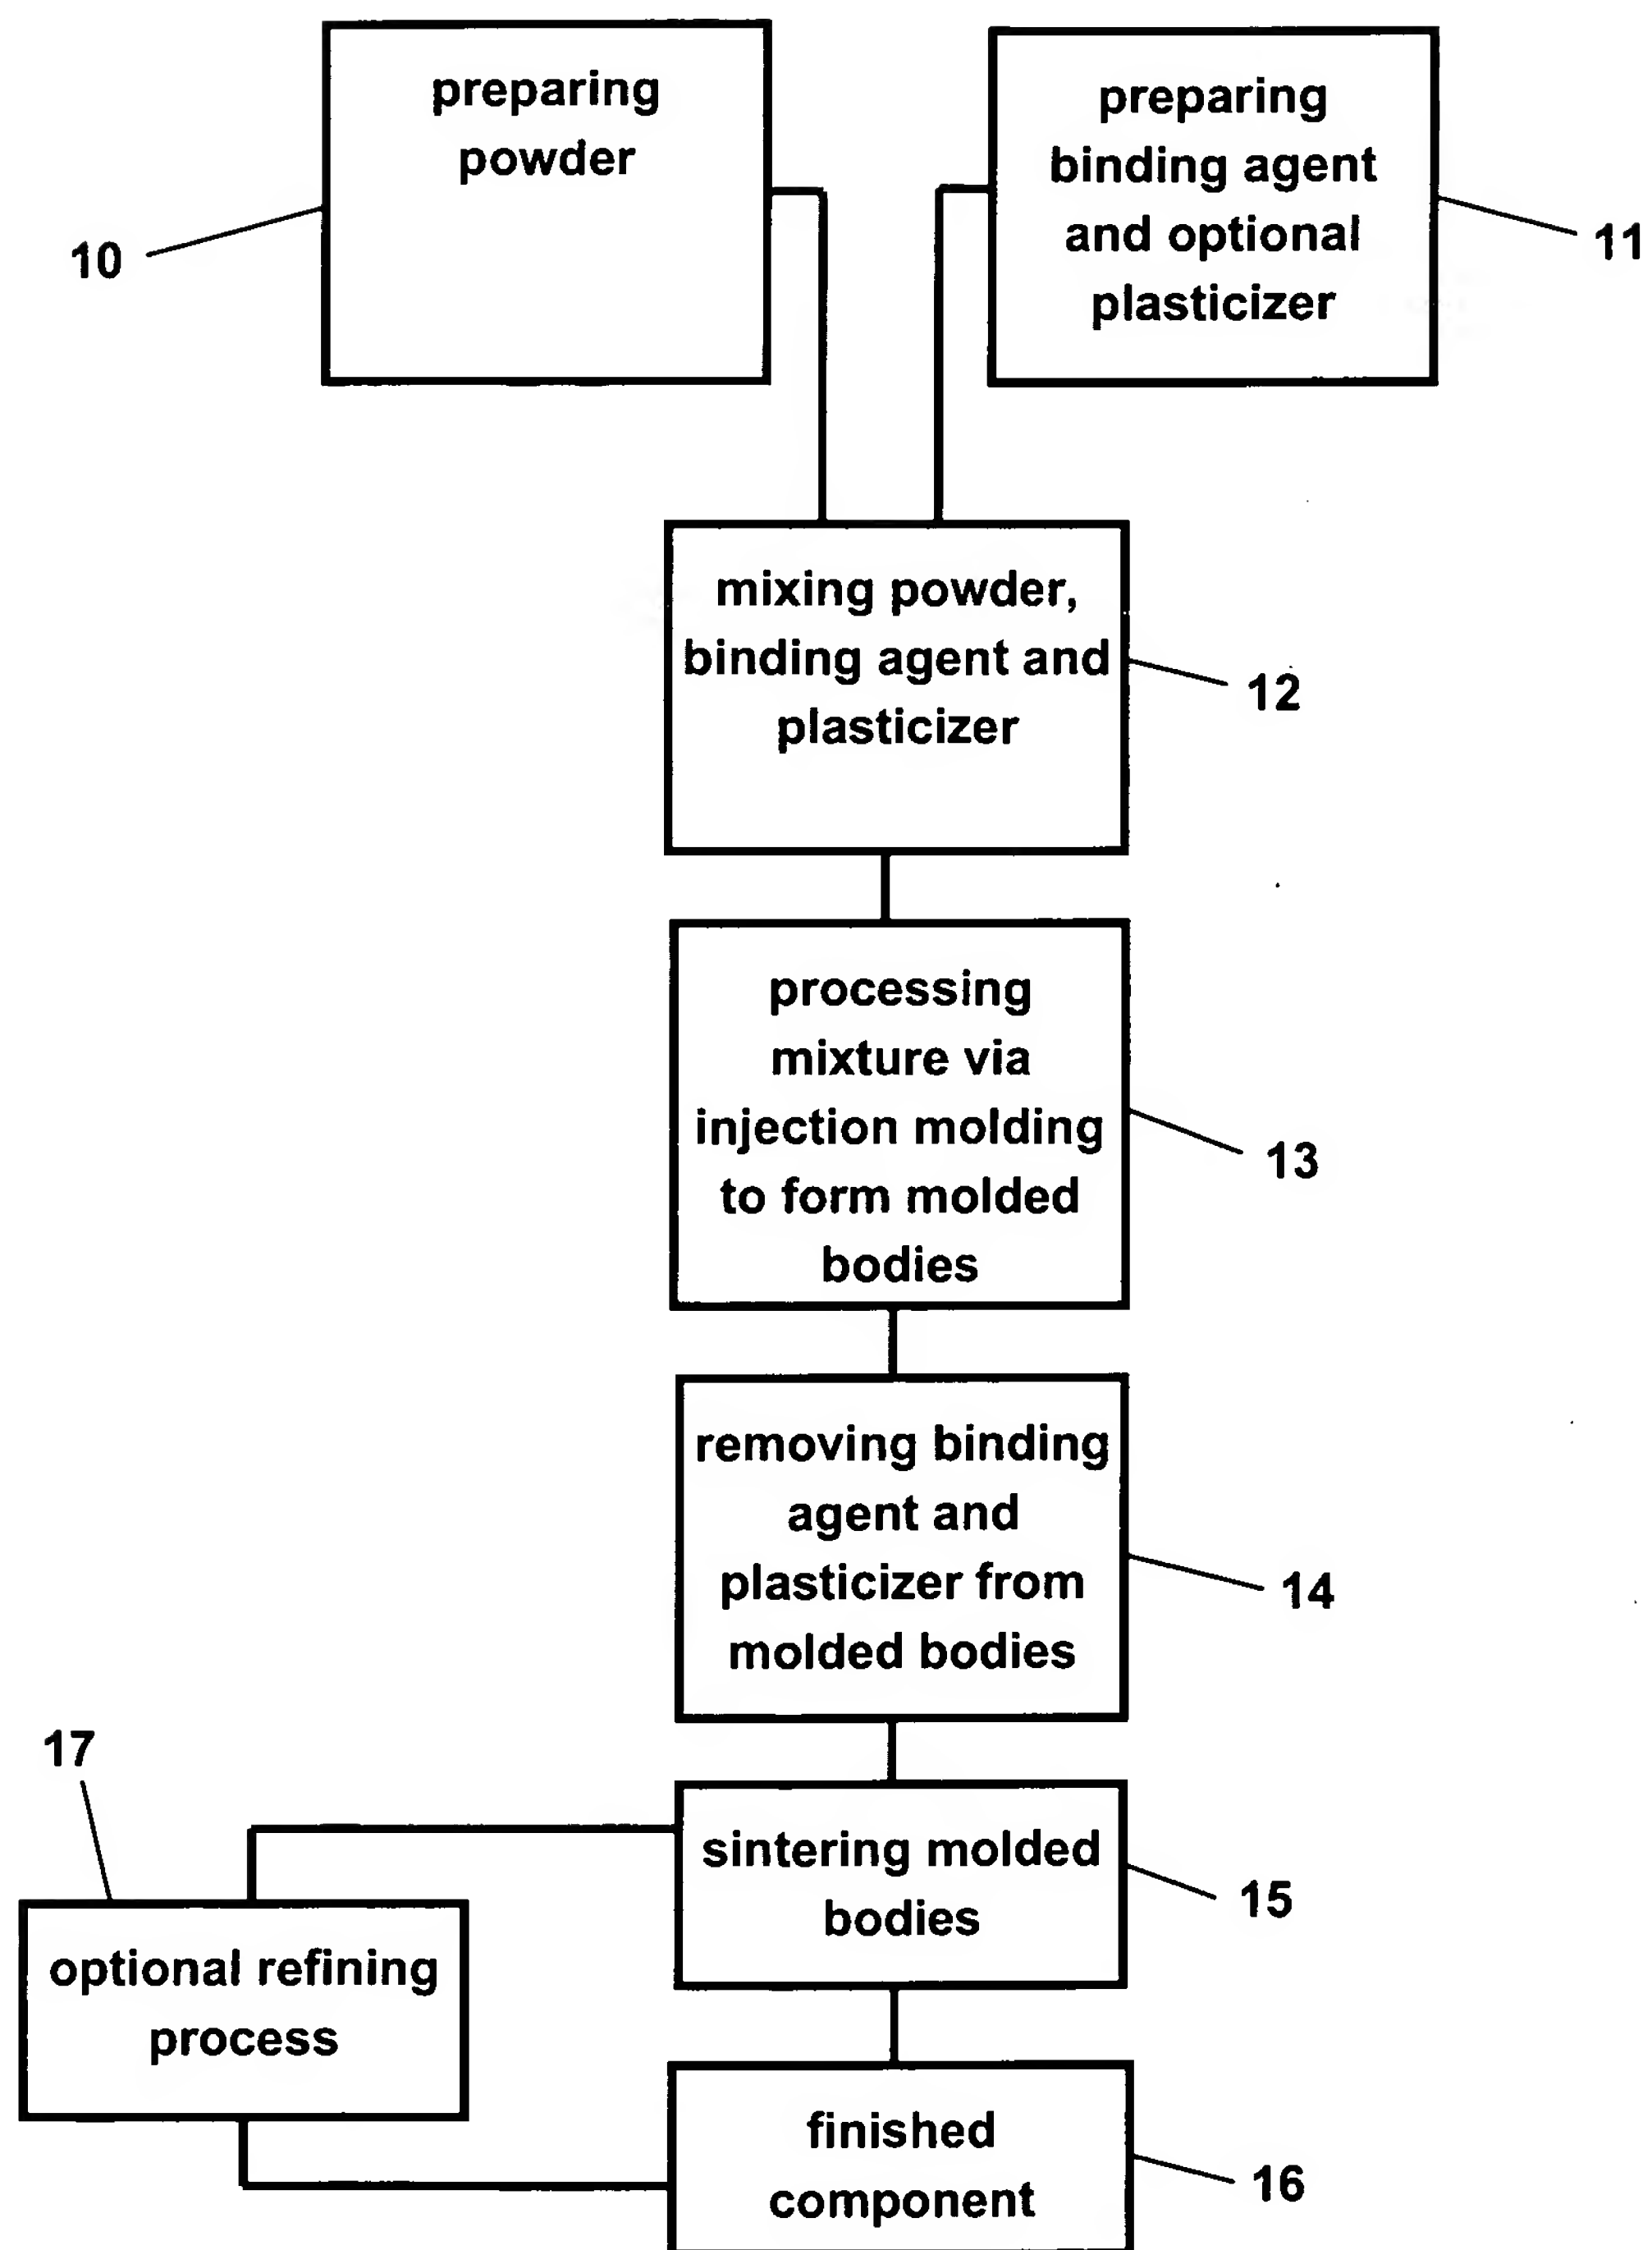 preparing
powder
10
preparing
binding agent
and optional
plasticizer
11
mixing powder,
binding agent and
plasticizer
12
processing
mixture via
injection molding
to form molded
bodies
13
removing binding
agent and
plasticizer from
molded bodies
14
17
sintering molded
bodies
15
optional refining
process
finished
component
16